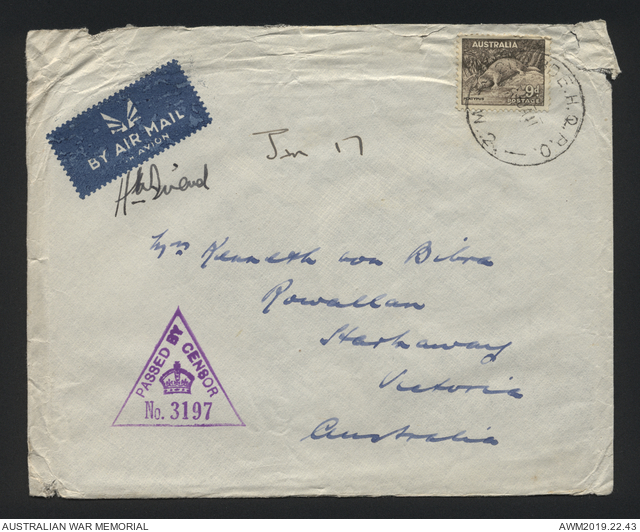 AUSTRALIA
9d
POSTAGE
DE. H.Q. P.O.
BY AIR MAIL
PAR AVION
Jan 17
Mrs Kenneth von Bibra
Rowallan
Harkaway
Victoria
Australia
PASSED BY CENSOR
No. 3197
AUSTRALIAN WAR MEMORIAL
AWM2019.22.43